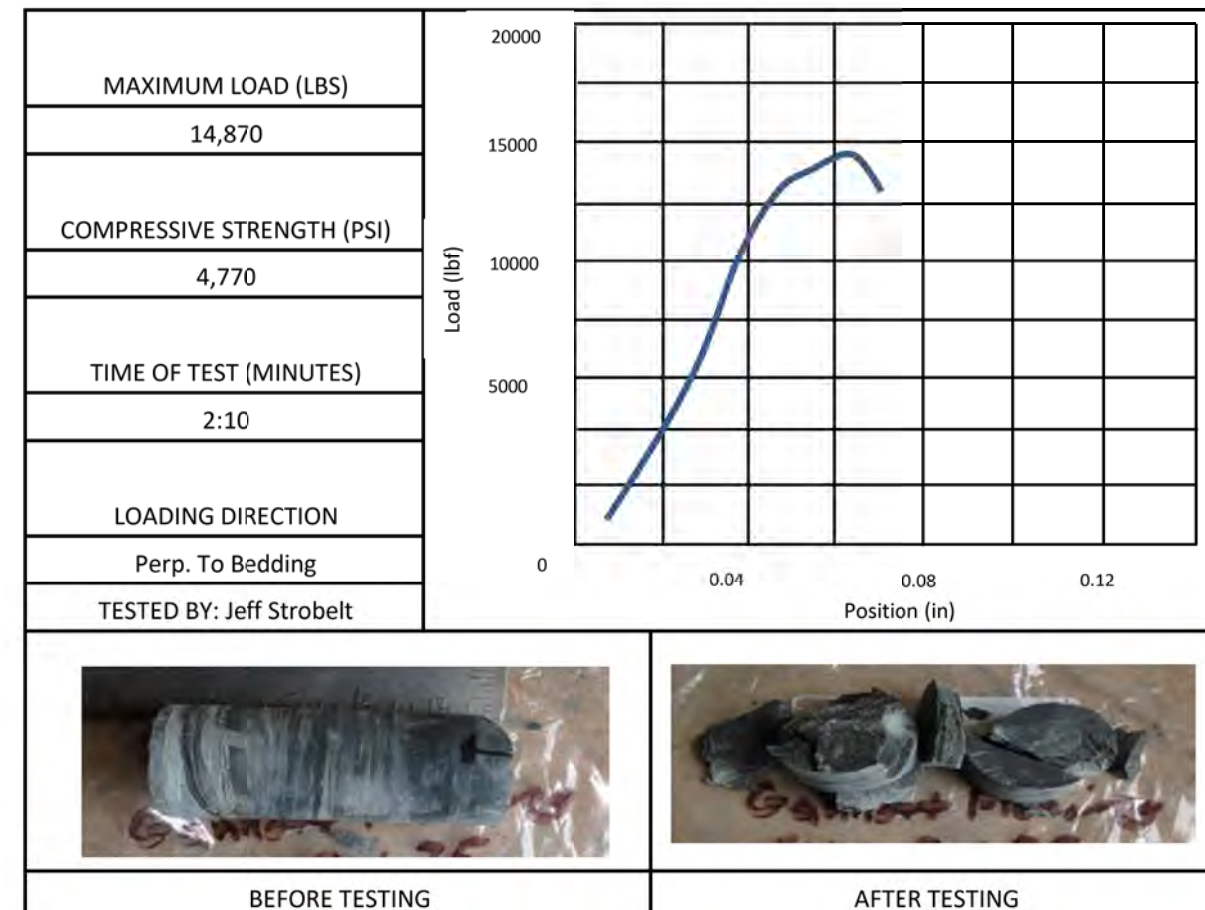 MAXIMUM LOAD (LBS)
14,870
COMPRESSIVE STRENGTH (PSI)
4,770
TIME OF TEST (MINUTES)
2:10
LOADING DIRECTION
Perp. To Bedding
TESTED BY: Jeff Strobelt
20000
15000
10000
5000
0
Load (lbf)
0.04
0.08
0.12
Position (in)
BEFORE TESTING
AFTER TESTING